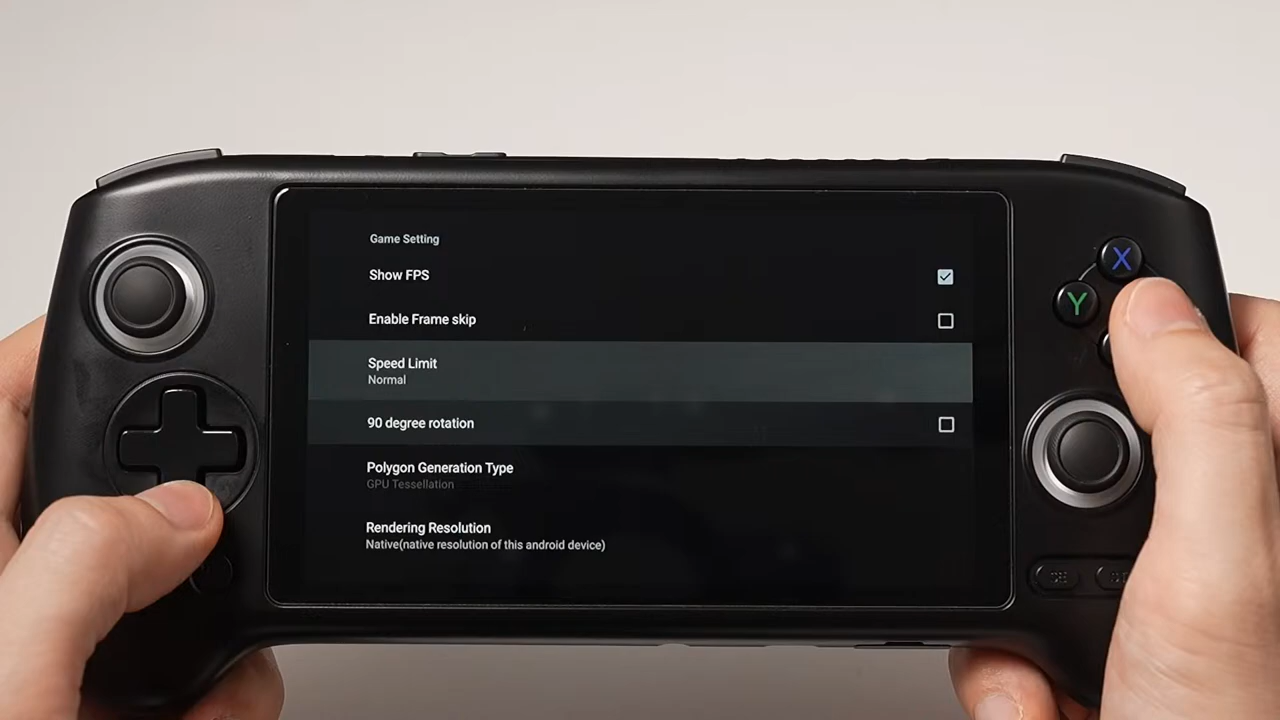 Game Setting
Show FPS
Enable Frame skip
Speed Limit
Normal
90 degree rotation
Polygon Generation Type
GPU Tessellation
Rendering Resolution
Native(native resolution of this android device)
X
Y